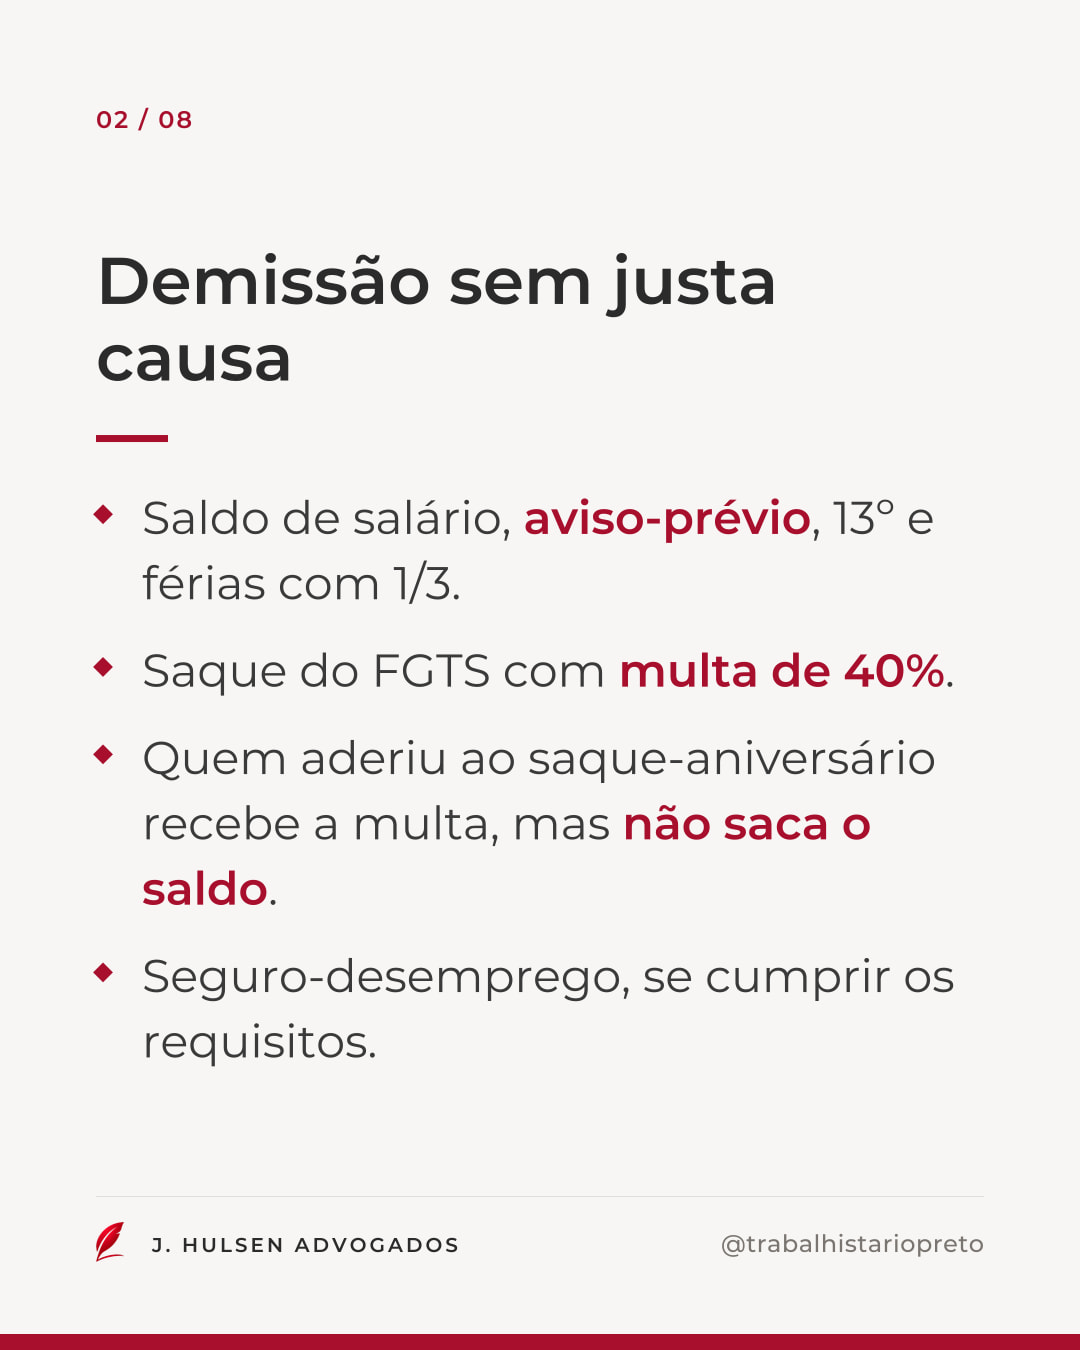 02 / 08
Demissão sem justa
causa
Saldo de salário, aviso-prévio, 13º e
férias com 1/3.
Saque do FGTS com multa de 40%.
Quem aderiu ao saque-aniversário
recebe a multa, mas não saca o
saldo.
Seguro-desemprego, se cumprir os
requisitos.
J. HULSEN ADVOGADOS
@trabalhistariopreto